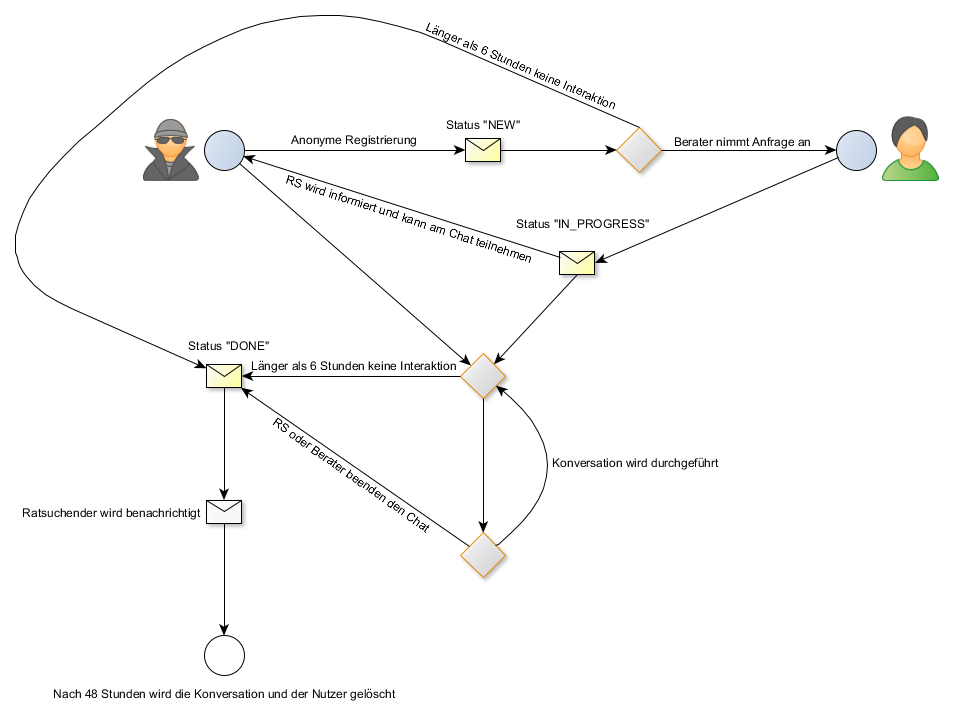 Länger als 6 Stunden keine Interaktion
Status "NEW"
Anonyme Registrierung
Berater nimmt Anfrage an
RS wird informiert und kann am Chat teilnehmen
Status "IN_PROGRESS"
Status "DONE"
Länger als 6 Stunden keine Interaktion
RS oder Berater beenden den Chat
Konversation wird durchgeführt
Ratsuchender wird benachrichtigt
Nach 48 Stunden wird die Konversation und der Nutzer gelöscht